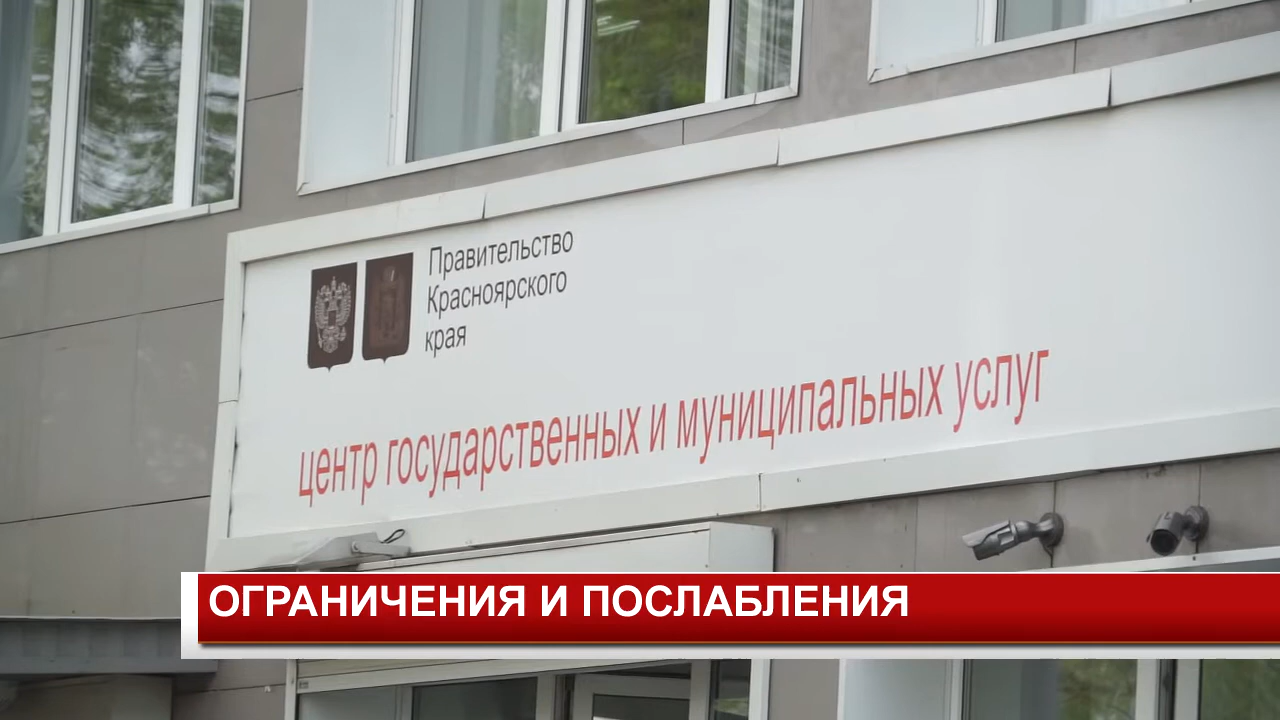 Правительство
Красноярского
края
центр государственных и муниципальных услуг
ОГРАНИЧЕНИЯ И ПОСЛАБЛЕНИЯ